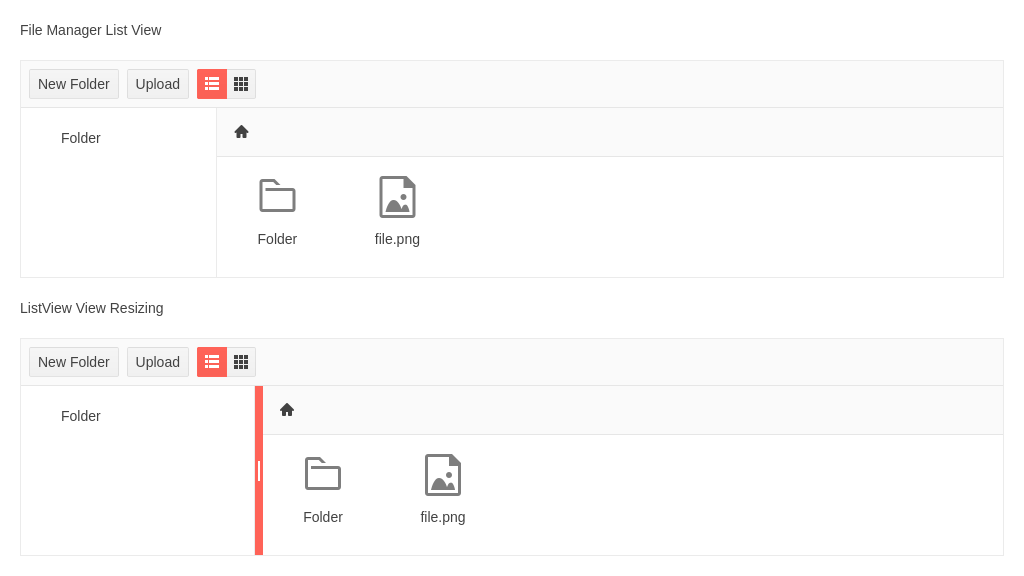 File Manager List View
New Folder Upload
Folder
Folder file.png
ListView View Resizing
New Folder Upload
Folder
Folder file.png